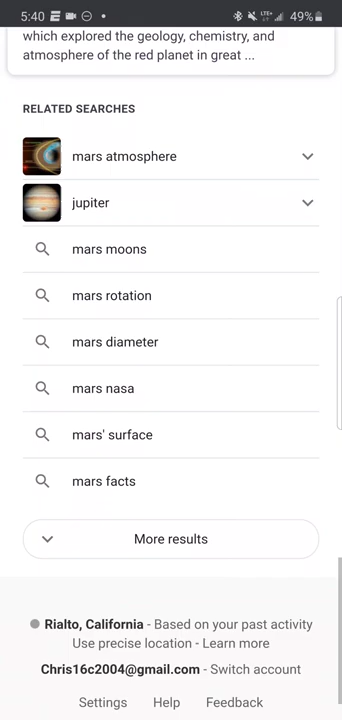 5:40 LTE+ 49%
which explored the geology, chemistry, and
atmosphere of the red planet in great ...
RELATED SEARCHES
mars atmosphere
jupiter
mars moons
mars rotation
mars diameter
mars nasa
mars' surface
mars facts
More results
Rialto, California - Based on your past activity
Use precise location - Learn more
Chris16c2004@gmail.com - Switch account
Settings Help Feedback